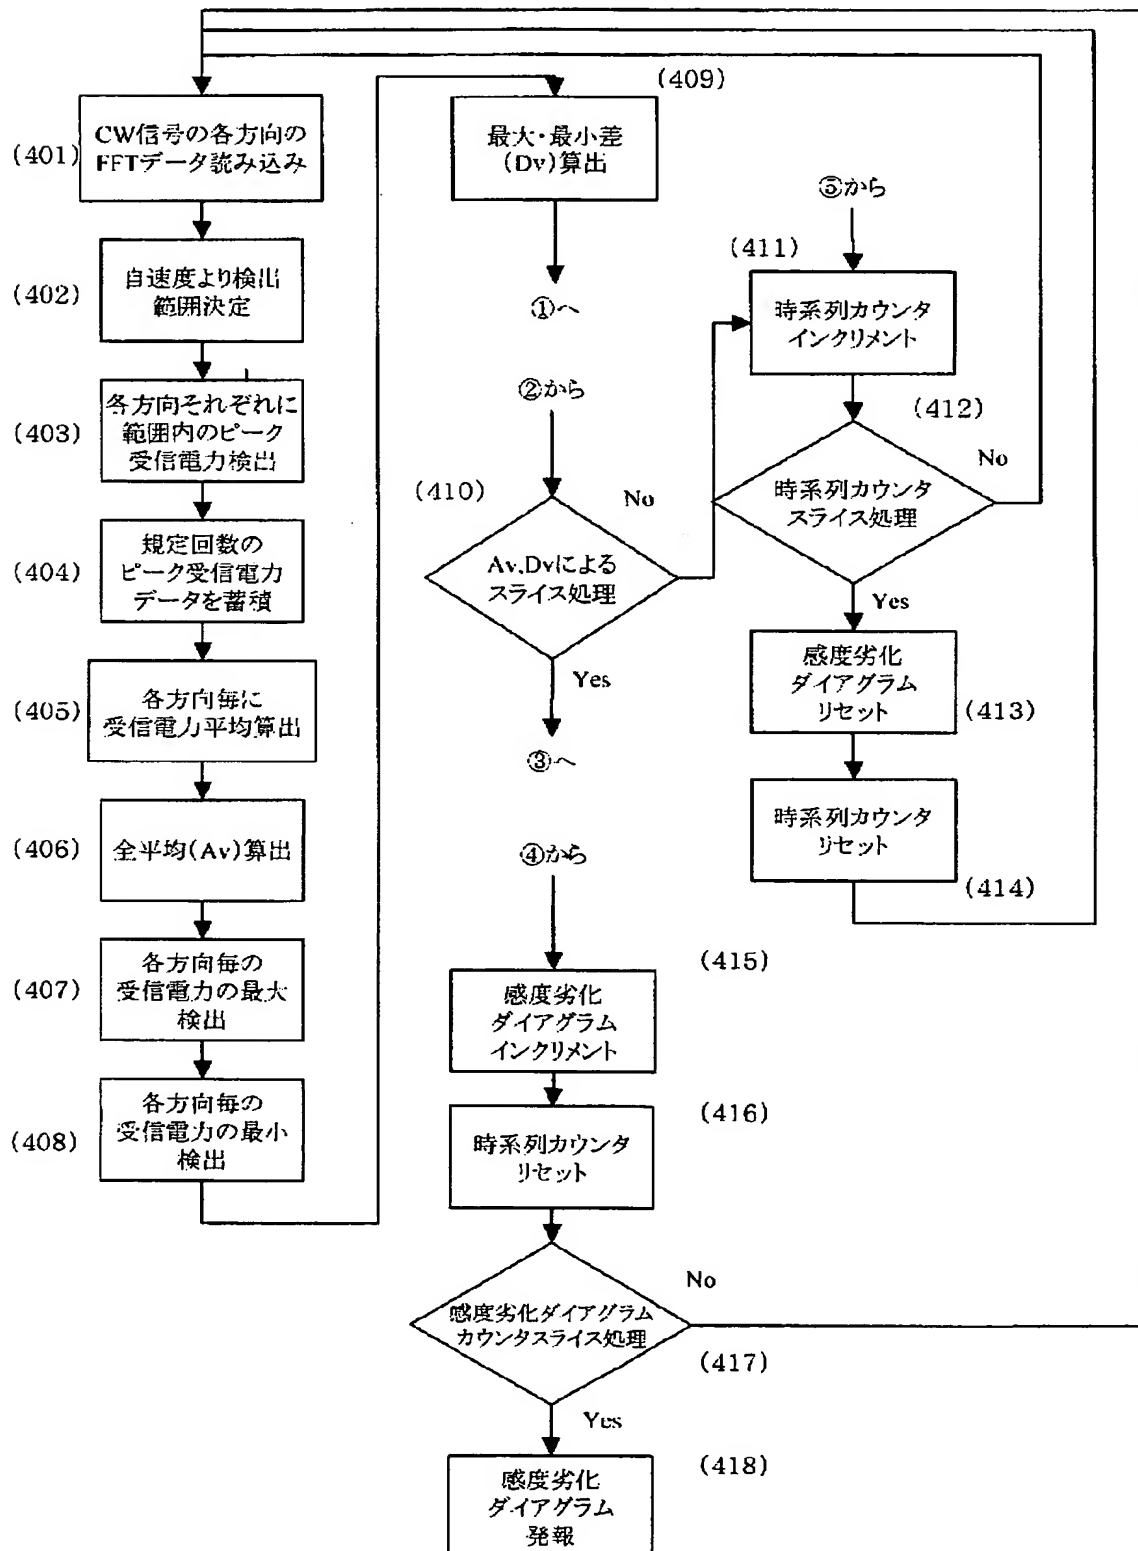 (401)
CW信号の各方向の
FFTデータ読み込み
(402)
自速度より検出
範囲決定
(403)
各方向それぞれに
範囲内のピーク
受信電力検出
(404)
規定回数の
ピーク受信電力
データを蓄積
(405)
各方向毎に
受信電力平均算出
(406)
全平均(Av)算出
(407)
各方向毎の
受信電力の最大
検出
(408)
各方向毎の
受信電力の最小
検出
(409)
最大・最小差
(Dv)算出
①へ
②から
(410)
Av,Dvによる
スライス処理
No
Yes
③へ
⑤から
(411)
時系列カウンタ
インクリメント
(412)
時系列カウンタ
スライス処理
No
Yes
感度劣化
ダイアグラム
リセット
(413)
時系列カウンタ
リセット
(414)
④から
(415)
感度劣化
ダイアグラム
インクリメント
(416)
時系列カウンタ
リセット
感度劣化ダイアグラム
カウンタスライス処理
No
(417)
Yes
(418)
感度劣化
ダイアグラム
発報